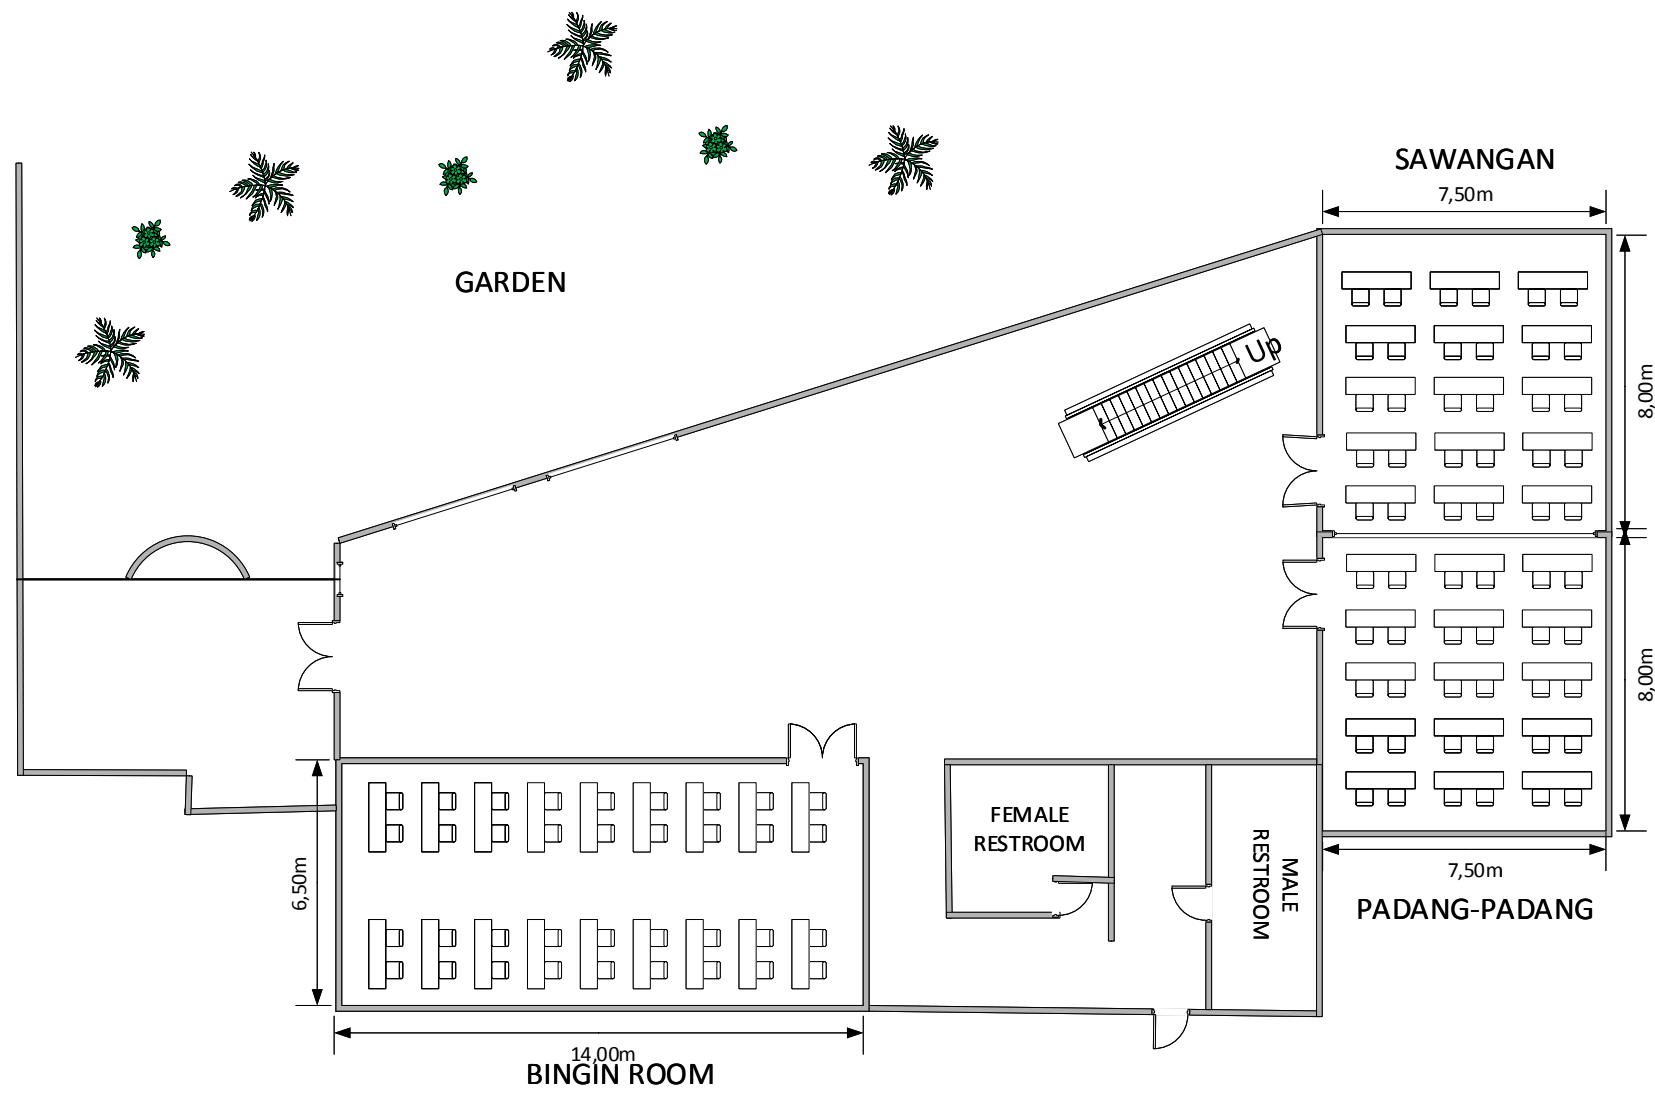 SAWANGAN
7,50m
GARDEN
Up
8,00m
8,00m
FEMALE
RESTROOM
MALE
RESTROOM
6,50m
7,50m
PADANG-PADANG
14,00m
BINGIN ROOM